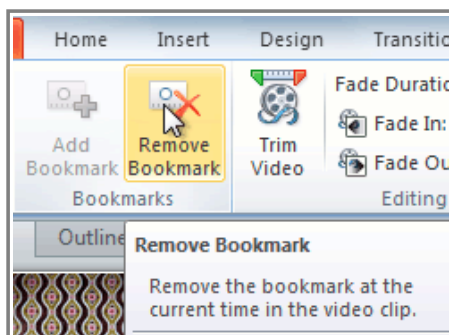 Home Insert Design Transitio
Fade Duratio
Fade In:
Add Bookmark
Remove Bookmark
Trim Video
Fade Ou
Bookmarks
Editing
Outline
Remove Bookmark
Remove the bookmark at the
current time in the video clip.